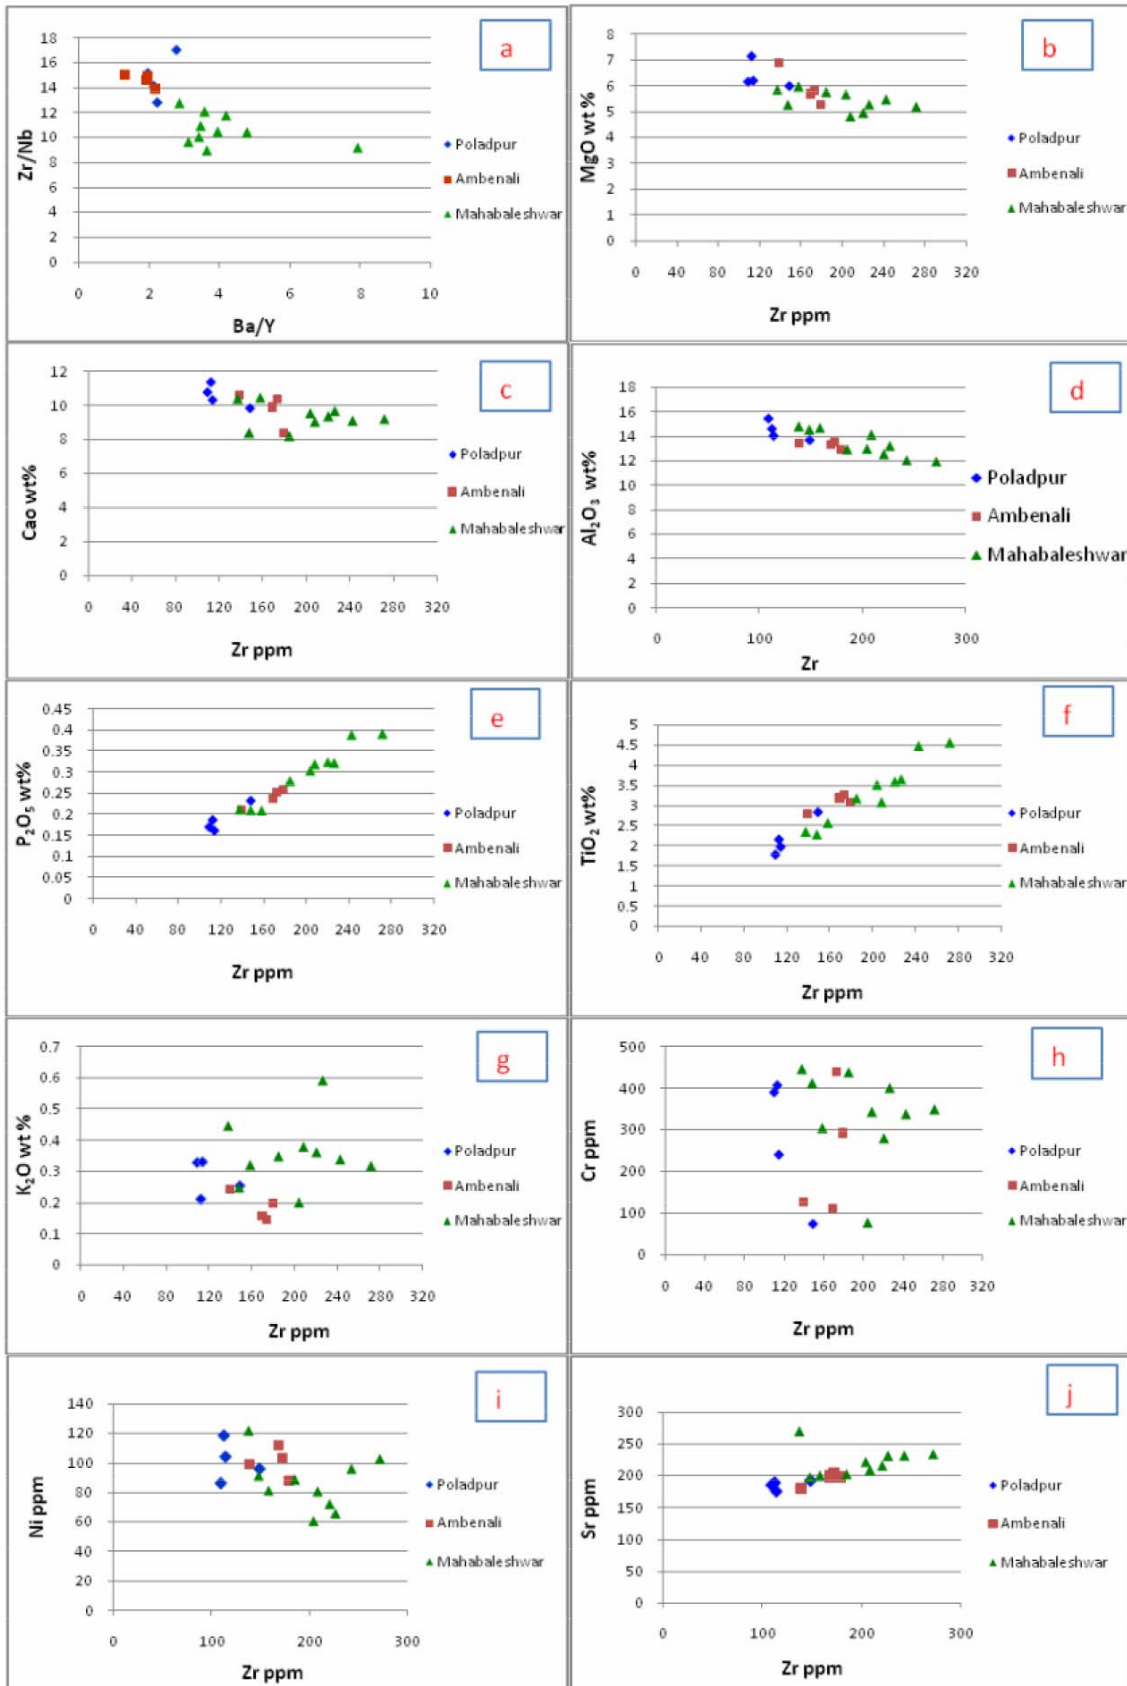 a
18
16
14
12
10
8
6
4
2
0
Zr/Nb
0 2 4 6 8 10
Ba/Y
Poladpur
Ambenali
Mahabaleshwar
b
8
7
6
5
4
3
2
1
0
MgO wt %
0 40 80 120 160 200 240 280 320
Zr ppm
Poladpur
Ambenali
Mahabaleshwar
c
12
10
8
6
4
2
0
Cao wt%
0 40 80 120 160 200 240 280 320
Zr ppm
Poladpur
Ambenali
Mahabaleshwar
d
18
16
14
12
10
8
6
4
2
0
Al₂O₃ wt%
0 100 200 300
Zr
Poladpur
Ambenali
Mahabaleshwar
e
0.45
0.4
0.35
0.3
0.25
0.2
0.15
0.1
0.05
0
P₂O₅ wt%
0 40 80 120 160 200 240 280 320
Zr ppm
Poladpur
Ambenali
Mahabaleshwar
f
5
4.5
4
3.5
3
2.5
2
1.5
1
0.5
0
TiO₂ wt%
0 40 80 120 160 200 240 280 320
Zr ppm
Poladpur
Ambenali
Mahabaleshwar
g
0.7
0.6
0.5
0.4
0.3
0.2
0.1
0
K₂O wt %
0 40 80 120 160 200 240 280 320
Zr ppm
Poladpur
Ambenali
Mahabaleshwar
h
500
400
300
200
100
0
Cr ppm
0 40 80 120 160 200 240 280 320
Zr ppm
Poladpur
Ambenali
Mahabaleshwar
i
140
120
100
80
60
40
20
0
Ni ppm
0 100 200 300
Zr ppm
Poladpur
Ambenali
Mahabaleshwar
j
300
250
200
150
100
50
0
Sr ppm
0 100 200 300
Zr ppm
Poladpur
Ambenali
Mahabaleshwar